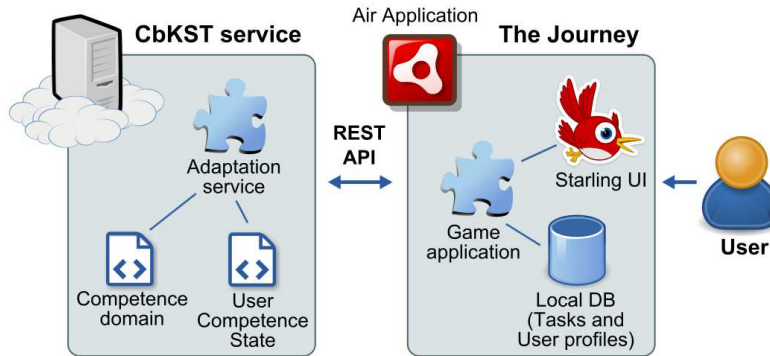 Air Application
CbKST service
The Journey
REST
API
Adaptation
service
Starling UI
Game
application
User
Competence
domain
User
Competence
State
Local DB
(Tasks and
User profiles)